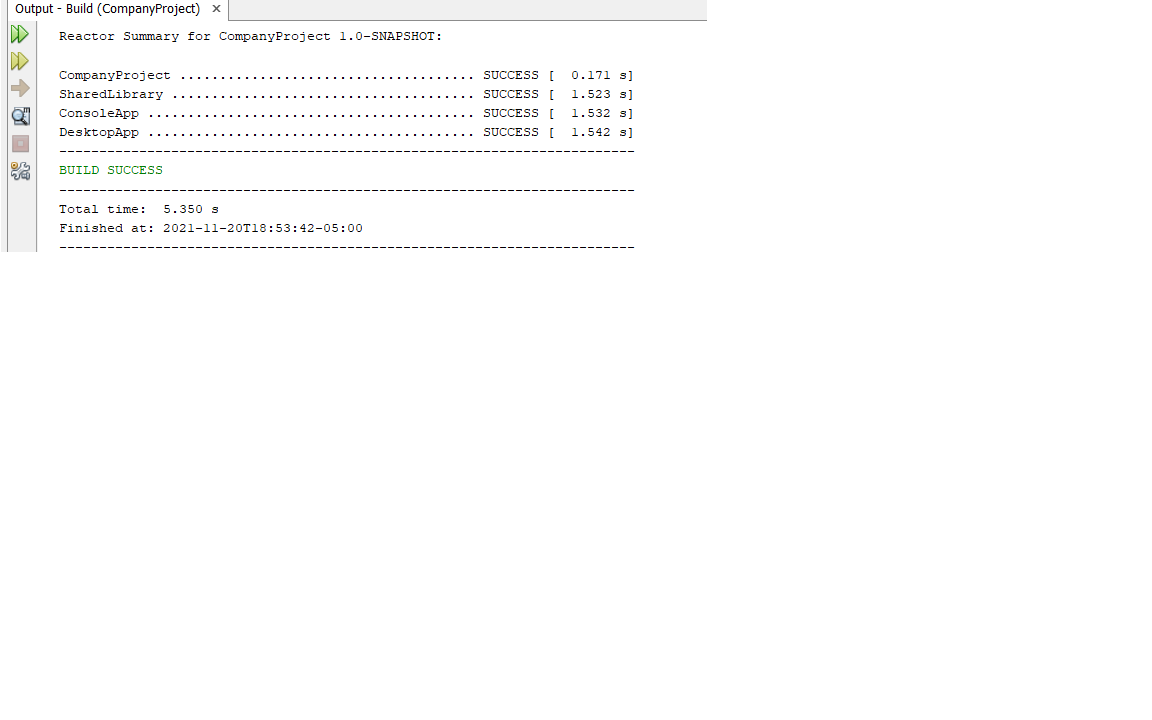 Output - Build (CompanyProject) ×
Reactor Summary for CompanyProject 1.0-SNAPSHOT:
CompanyProject ..................................... SUCCESS [  0.171 s]
SharedLibrary ...................................... SUCCESS [  1.523 s]
ConsoleApp ......................................... SUCCESS [  1.532 s]
DesktopApp ......................................... SUCCESS [  1.542 s]
------------------------------------------------------------------------
BUILD SUCCESS
------------------------------------------------------------------------
Total time:  5.350 s
Finished at: 2021-11-20T18:53:42-05:00
------------------------------------------------------------------------